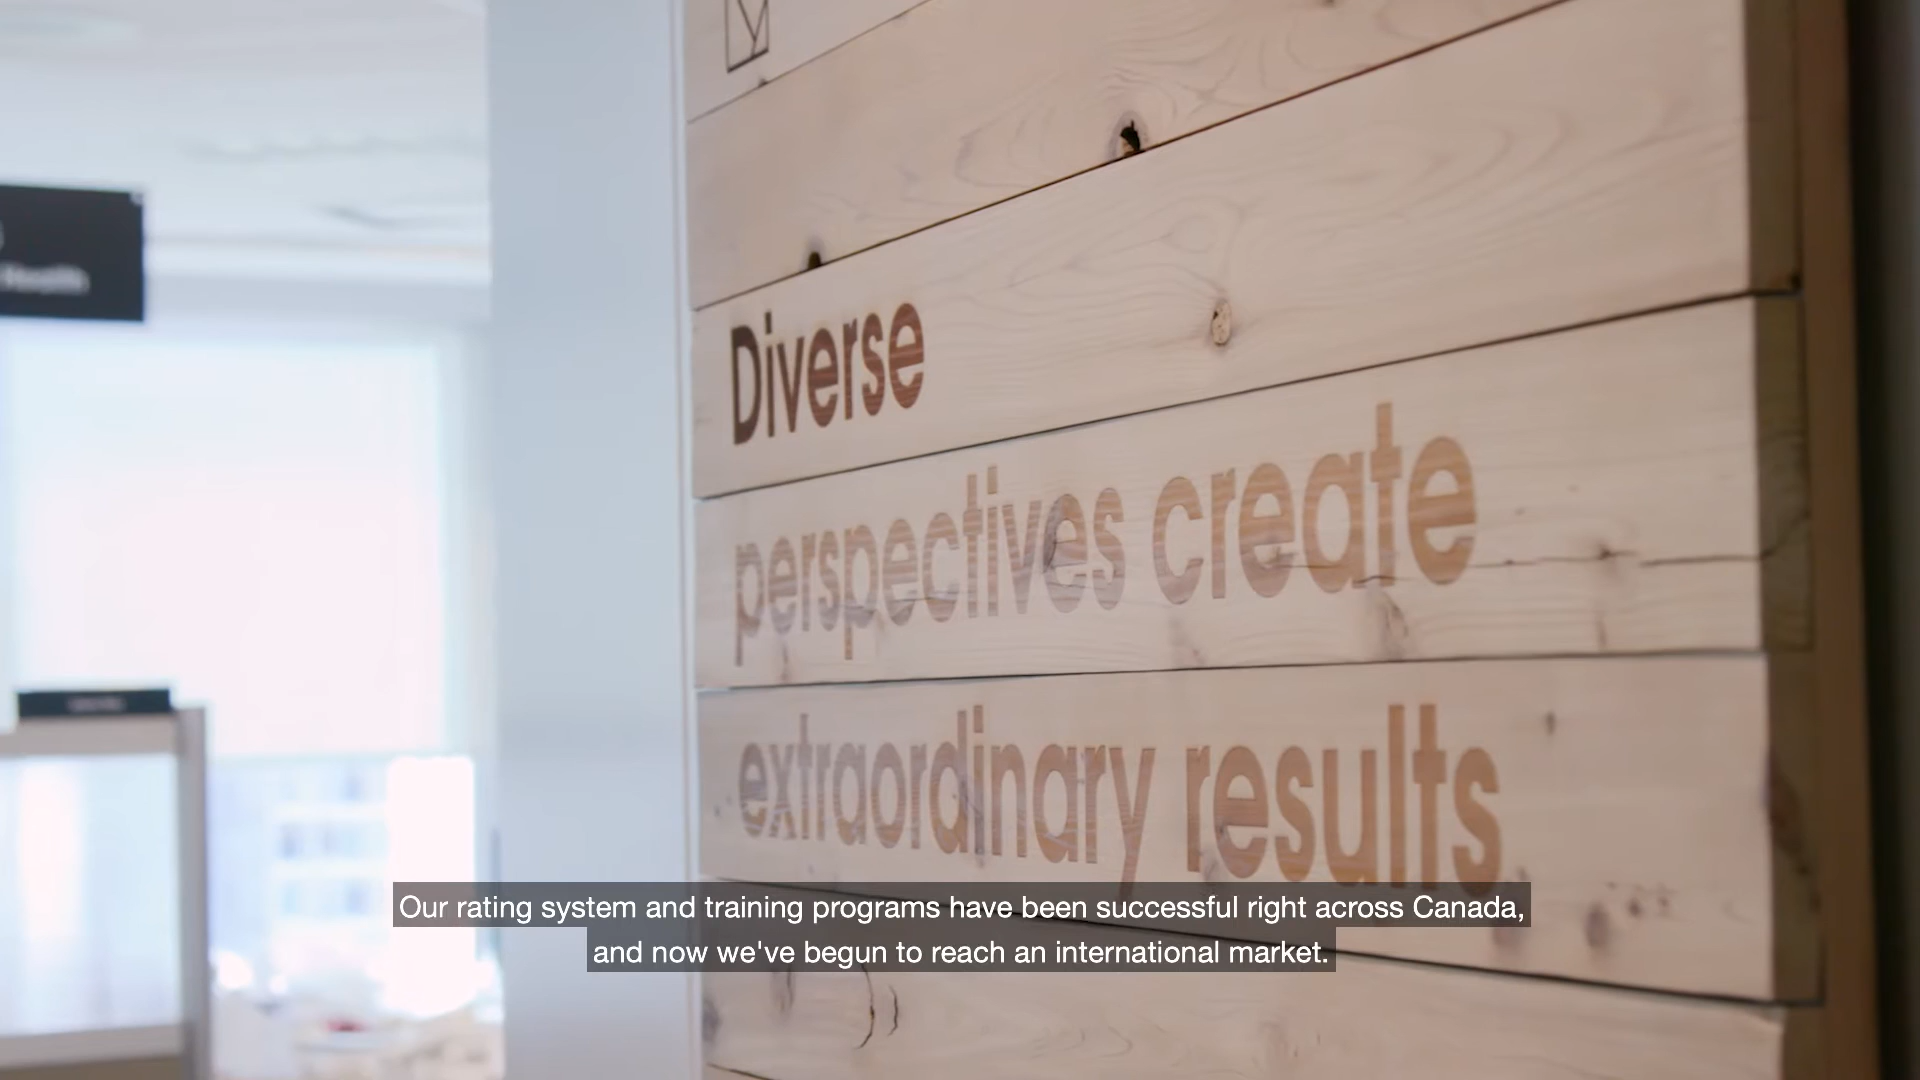 Health
Diverse
perspectives create
extraordinary results.
Our rating system and training programs have been successful right across Canada,
and now we've begun to reach an international market.